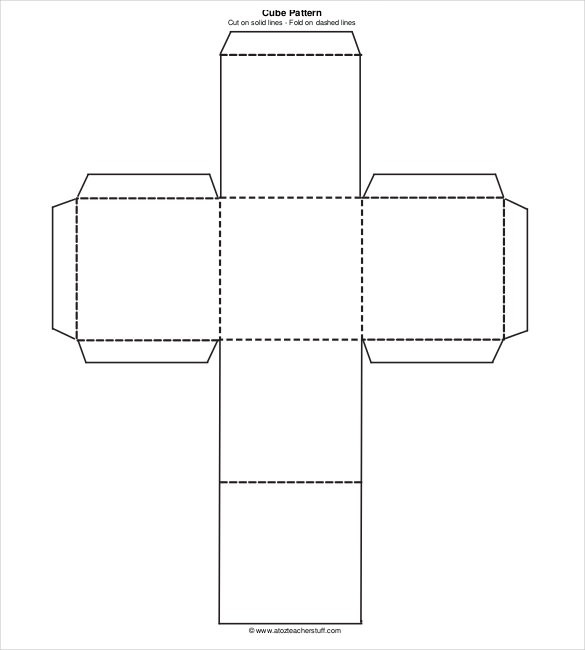 Cube Pattern
Cut on solid lines - Fold on dashed lines
© www.atozteacherstuff.com